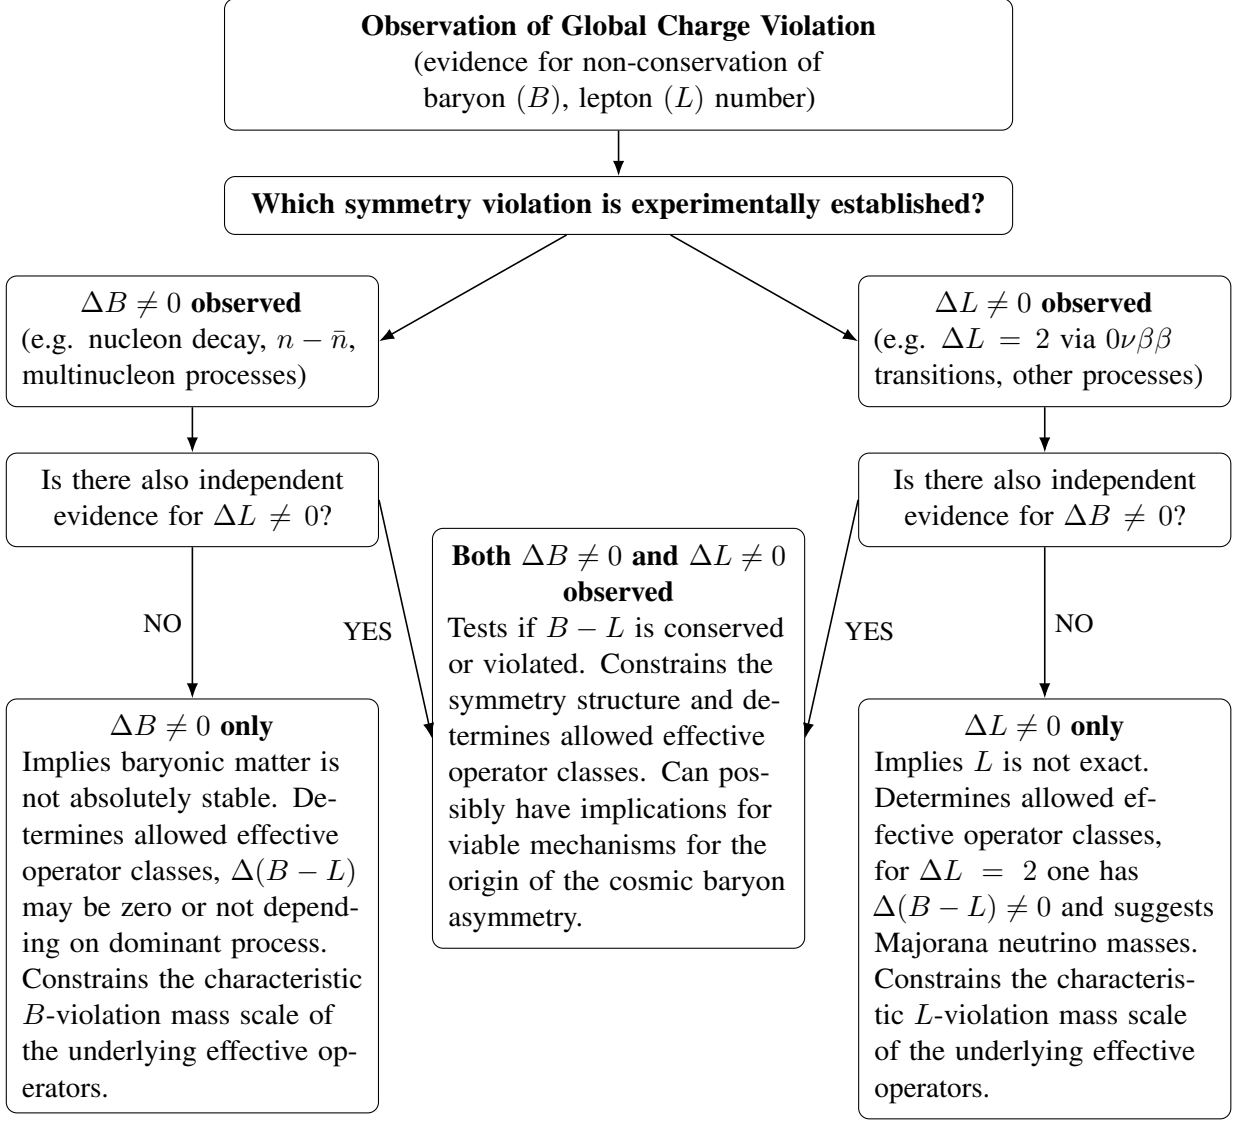 Observation of Global Charge Violation
(evidence for non-conservation of
baryon (B), lepton (L) number)
Which symmetry violation is experimentally established?
ΔB ≠ 0 observed
(e.g. nucleon decay, n − n̄,
multinucleon processes)
ΔL ≠ 0 observed
(e.g. ΔL = 2 via 0νββ
transitions, other processes)
Is there also independent
evidence for ΔL ≠ 0?
Is there also independent
evidence for ΔB ≠ 0?
NO
YES
YES
NO
Both ΔB ≠ 0 and ΔL ≠ 0
observed
Tests if B − L is conserved
or violated. Constrains the
symmetry structure and de-
termines allowed effective
operator classes. Can pos-
sibly have implications for
viable mechanisms for the
origin of the cosmic baryon
asymmetry.
ΔB ≠ 0 only
Implies baryonic matter is
not absolutely stable. De-
termines allowed effective
operator classes, Δ(B − L)
may be zero or not depend-
ing on dominant process.
Constrains the characteristic
B-violation mass scale of
the underlying effective op-
erators.
ΔL ≠ 0 only
Implies L is not exact.
Determines allowed ef-
fective operator classes,
for ΔL = 2 one has
Δ(B − L) ≠ 0 and suggests
Majorana neutrino masses.
Constrains the characteris-
tic L-violation mass scale
of the underlying effective
operators.